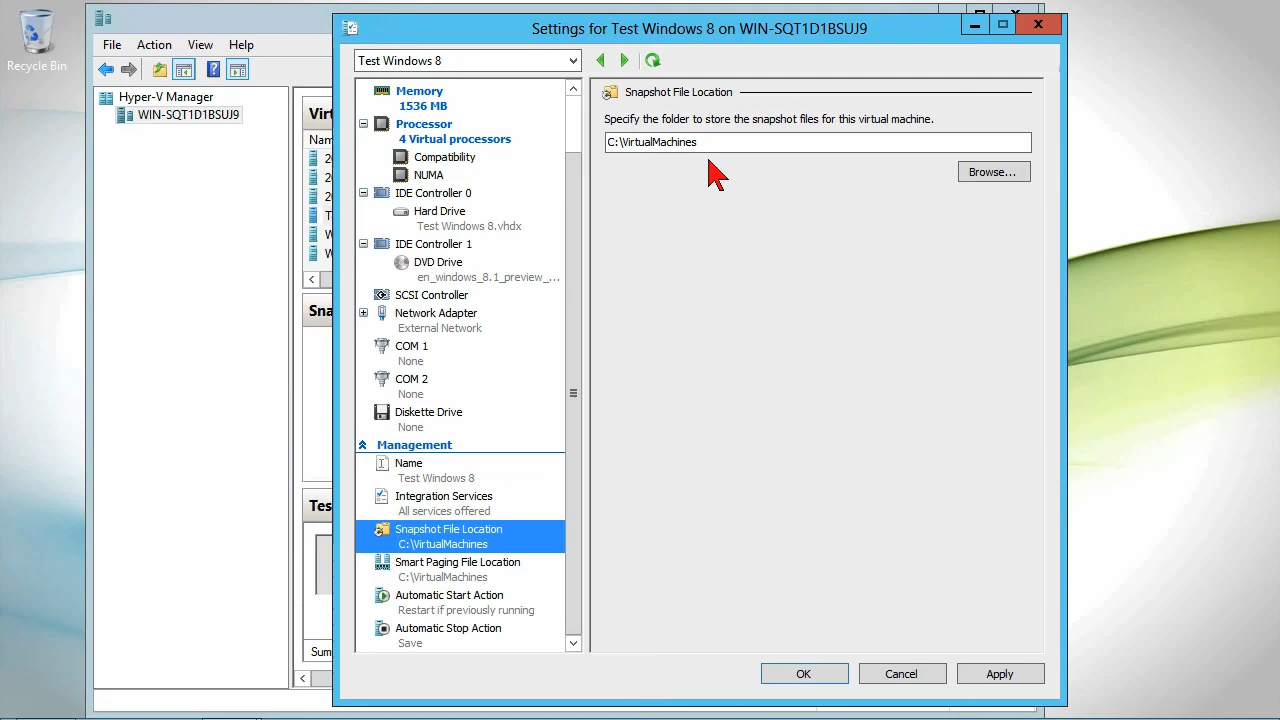 Recycle Bin
File Action View Help
Hyper-V Manager
WIN-SQT1D1BSUJ9
Settings for Test Windows 8 on WIN-SQT1D1BSUJ9
Test Windows 8
Memory
1536 MB
Processor
4 Virtual processors
Compatibility
NUMA
IDE Controller 0
Hard Drive
Test Windows 8.vhdx
IDE Controller 1
DVD Drive
en_windows_8.1_preview_...
SCSI Controller
Network Adapter
External Network
COM 1
None
COM 2
None
Diskette Drive
None
Management
Name
Test Windows 8
Integration Services
All services offered
Snapshot File Location
C:\VirtualMachines
Smart Paging File Location
C:\VirtualMachines
Automatic Start Action
Restart if previously running
Automatic Stop Action
Save
Snapshot File Location
Specify the folder to store the snapshot files for this virtual machine.
C:\VirtualMachines
Browse...
OK Cancel Apply